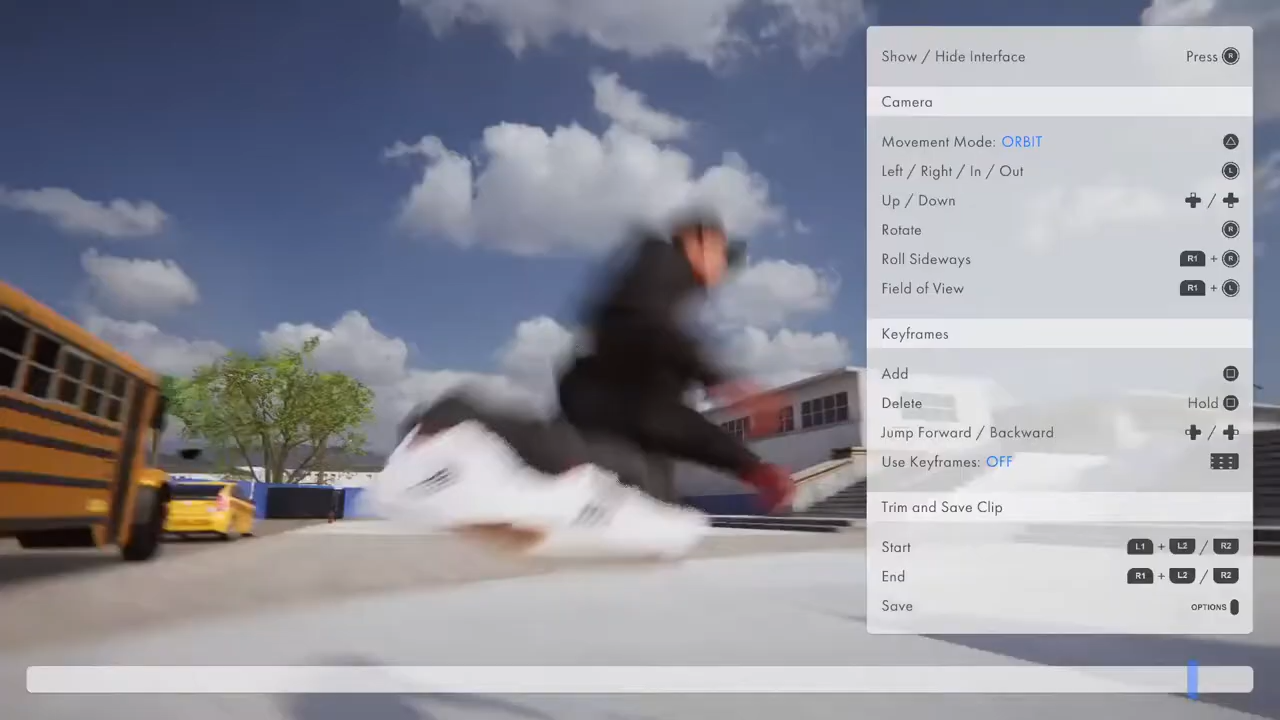 Show / Hide Interface Press R
Camera
Movement Mode: ORBIT
Left / Right / In / Out L
Up / Down /
Rotate R
Roll Sideways R1 + R
Field of View R1 + L
Keyframes
Add
Delete Hold
Jump Forward / Backward /
Use Keyframes: OFF
Trim and Save Clip
Start L1 + L2 / R2
End R1 + L2 / R2
Save OPTIONS